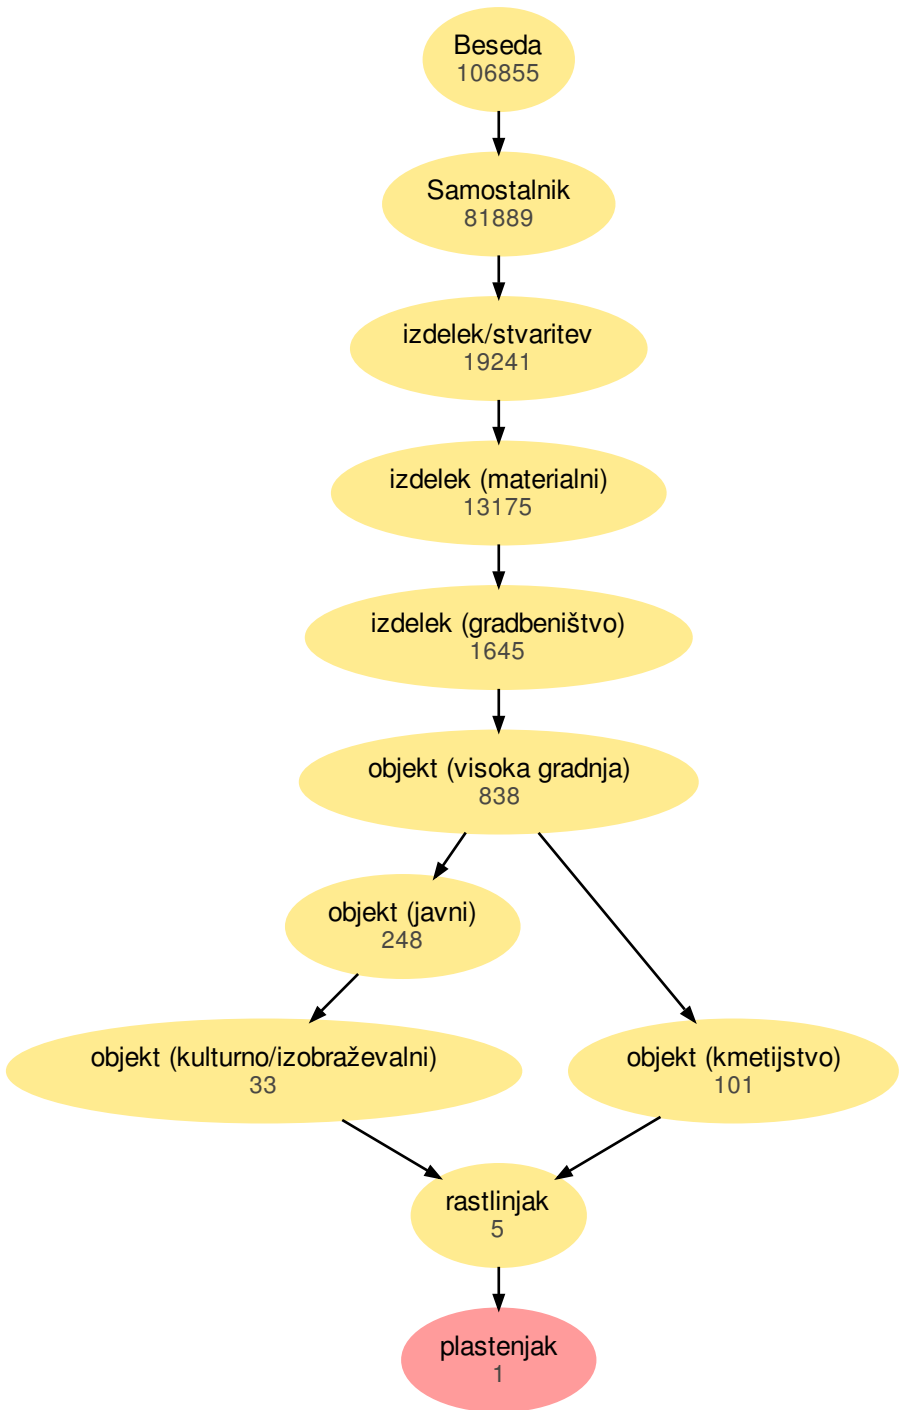 Beseda
106855
Samostalnik
81889
izdelek/stvaritev
19241
izdelek (materialni)
13175
izdelek (gradbeništvo)
1645
objekt (visoka gradnja)
838
objekt (javni)
248
objekt (kulturno/izobraževalni)
33
objekt (kmetijstvo)
101
rastlinjak
5
plastenjak
1